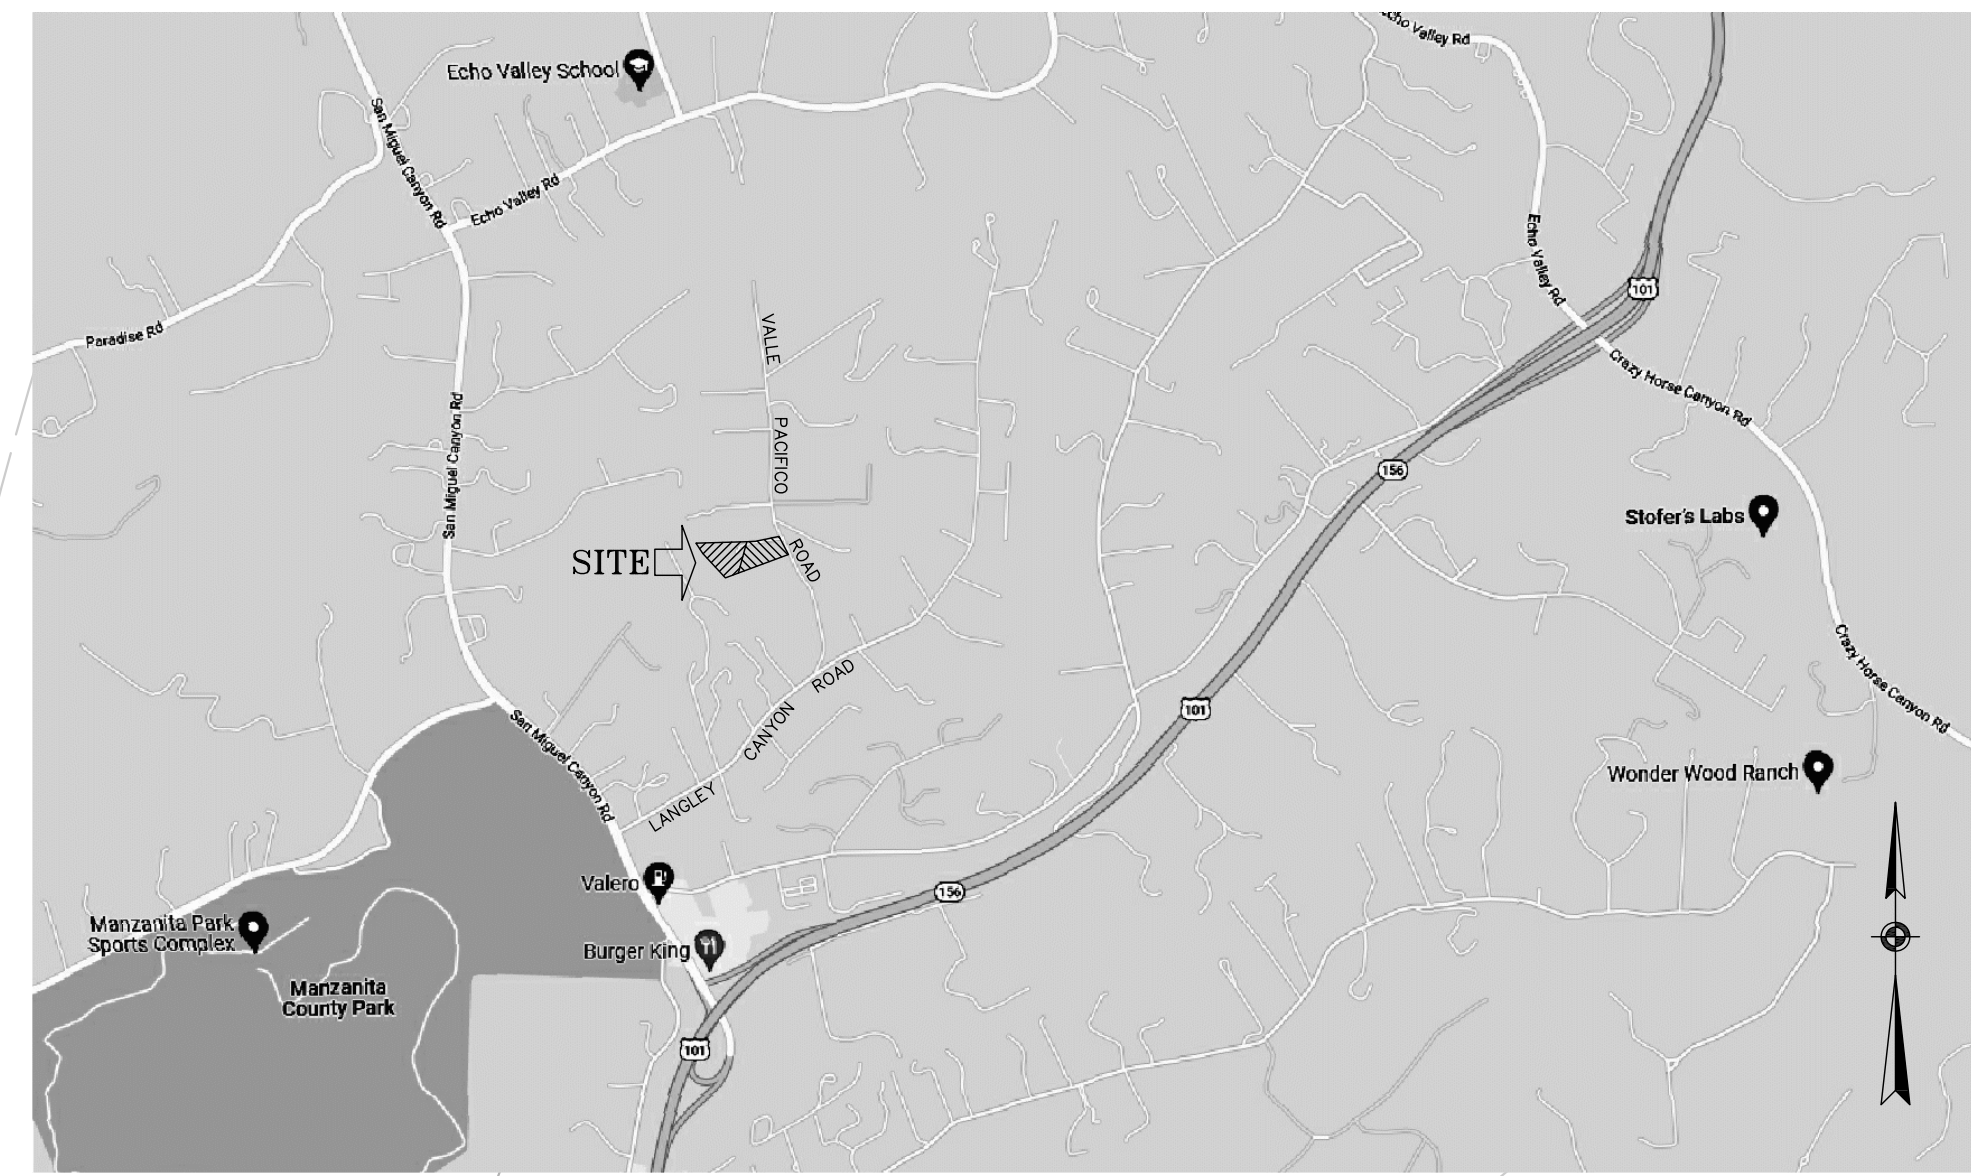 Echo Valley Rd
Echo Valley School
San Miguel Canyon Rd
Echo Valley Rd
Echo Valley Rd
101
Paradise Rd
VALLE
Crazy Horse Canyon Rd
San Miguel Canyon Rd
PACIFICO
156
Stofer's Labs
SITE
ROAD
Crazy Horse Canyon Rd
ROAD
CANYON
LANGLEY
101
San Miguel Canyon Rd
Wonder Wood Ranch
Valero
156
Manzanita Park
Sports Complex
Burger King
Manzanita
County Park
101